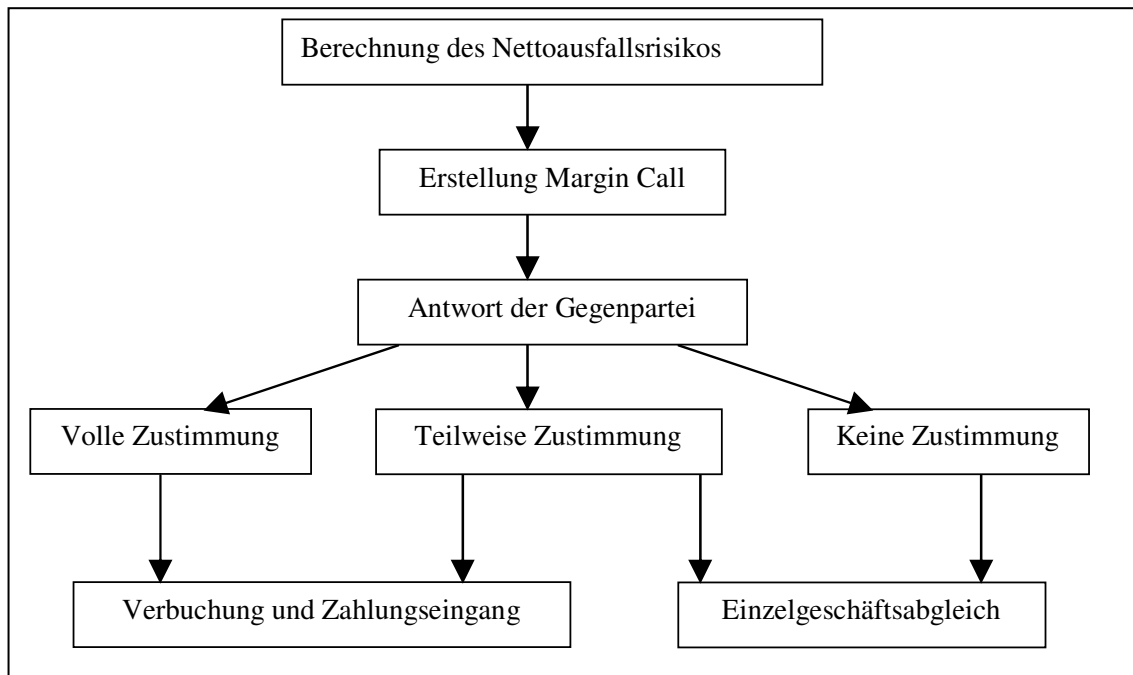 Berechnung des Nettoausfallsrisikos
Erstellung Margin Call
Antwort der Gegenpartei
Volle Zustimmung
Teilweise Zustimmung
Keine Zustimmung
Verbuchung und Zahlungseingang
Einzelgeschäftsabgleich